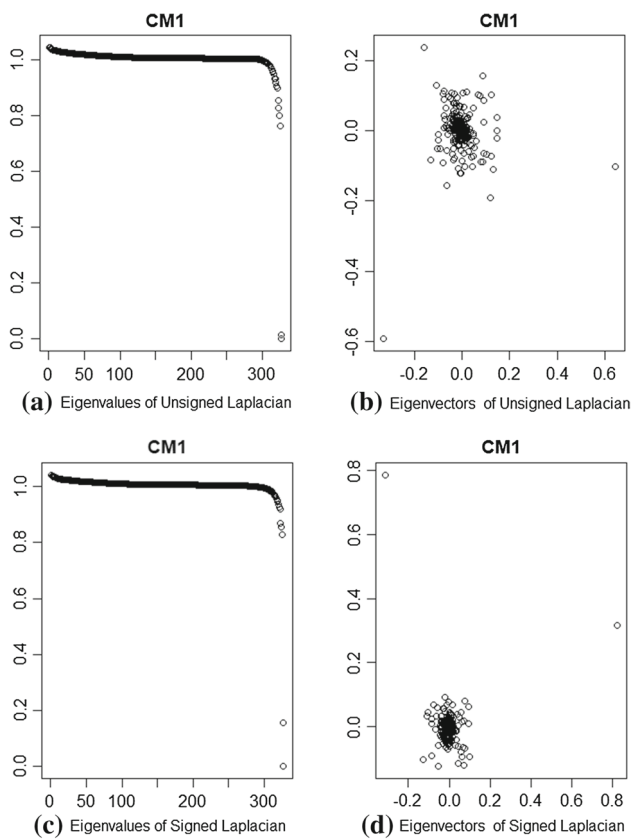 CM1
CM1
1.0
0.8
0.6
0.4
0.2
0.0
0 50 100 200 300
0.2
0.0
-0.2
-0.4
-0.6
-0.2 0.0 0.2 0.4 0.6
(a) Eigenvalues of Unsigned Laplacian
(b) Eigenvectors of Unsigned Laplacian
CM1
CM1
1.0
0.8
0.6
0.4
0.2
0.0
0 50 100 200 300
0.8
0.6
0.4
0.2
0.0
-0.2 0.0 0.2 0.4 0.6 0.8
(c) Eigenvalues of Signed Laplacian
(d) Eigenvectors of Signed Laplacian